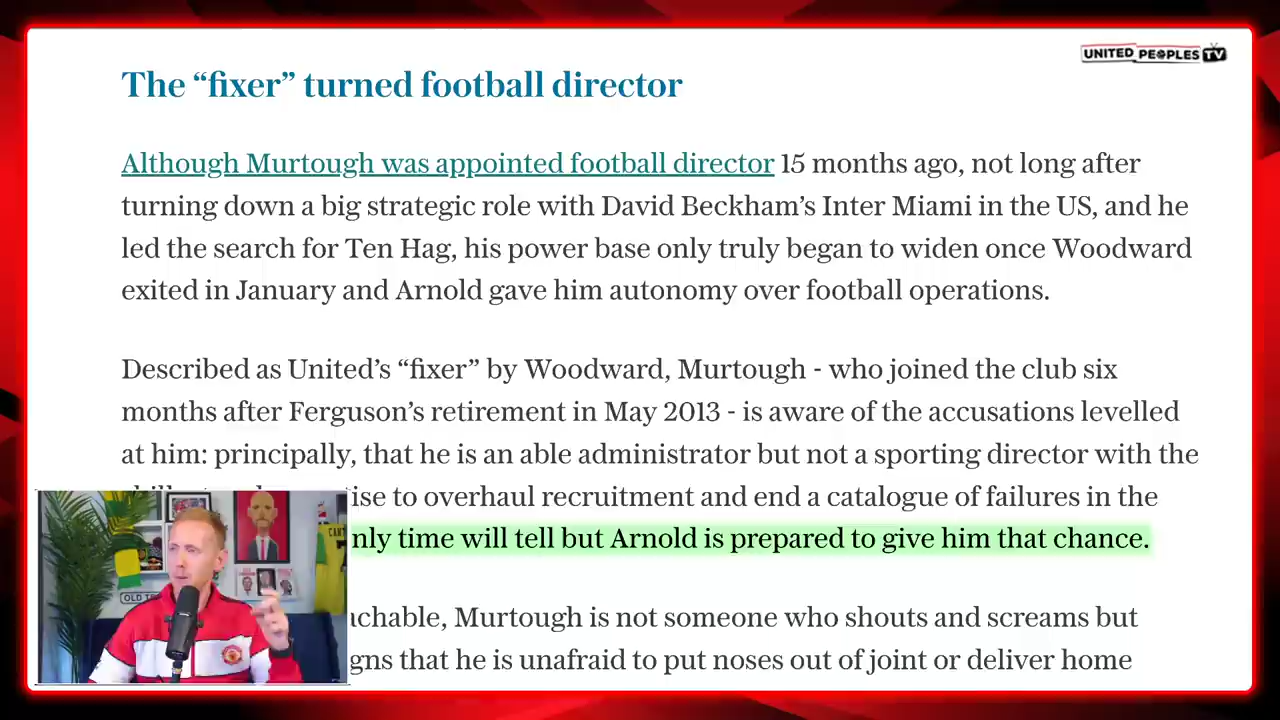 UNITED PEOPLES TV
The “fixer” turned football director
Although Murtough was appointed football director 15 months ago, not long after
turning down a big strategic role with David Beckham’s Inter Miami in the US, and he
led the search for Ten Hag, his power base only truly began to widen once Woodward
exited in January and Arnold gave him autonomy over football operations.
Described as United’s “fixer” by Woodward, Murtough - who joined the club six
months after Ferguson’s retirement in May 2013 - is aware of the accusations levelled
at him: principally, that he is an able administrator but not a sporting director with the
to overhaul recruitment and end a catalogue of failures in the
time will tell but Arnold is prepared to give him that chance.
Murtough is not someone who shouts and screams but
that he is unafraid to put noses out of joint or deliver home